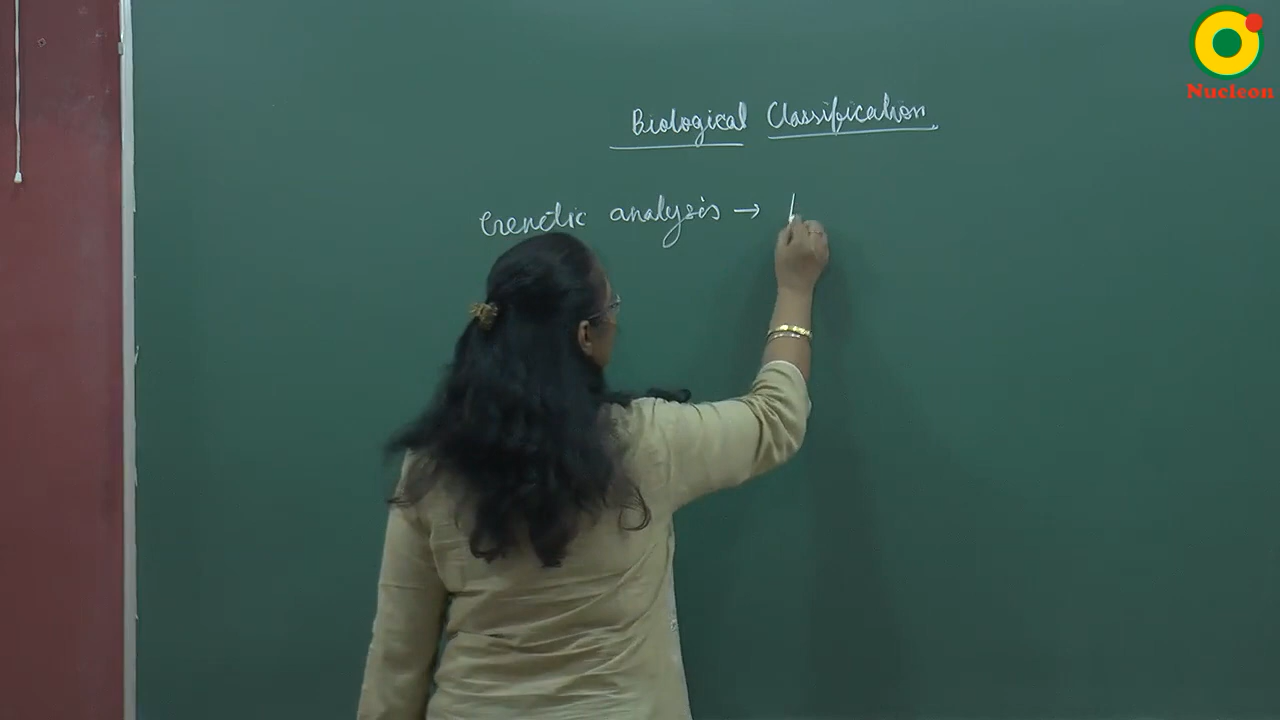 Nucleon
Biological Classification
Genetic analysis →